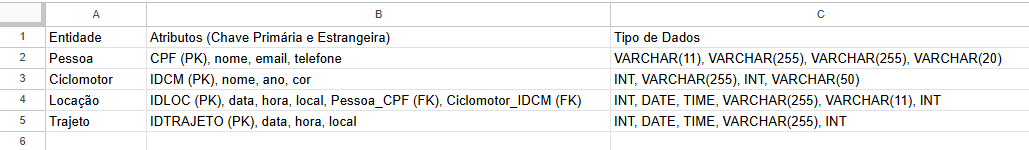 A B C
1 Entidade Atributos (Chave Primária e Estrangeira) Tipo de Dados
2 Pessoa CPF (PK), nome, email, telefone VARCHAR(11), VARCHAR(255), VARCHAR(255), VARCHAR(20)
3 Ciclomotor IDCM (PK), nome, ano, cor INT, VARCHAR(255), INT, VARCHAR(50)
4 Locação IDLOC (PK), data, hora, local, Pessoa_CPF (FK), Ciclomotor_IDCM (FK) INT, DATE, TIME, VARCHAR(255), VARCHAR(11), INT
5 Trajeto IDTRAJETO (PK), data, hora, local INT, DATE, TIME, VARCHAR(255), INT
6